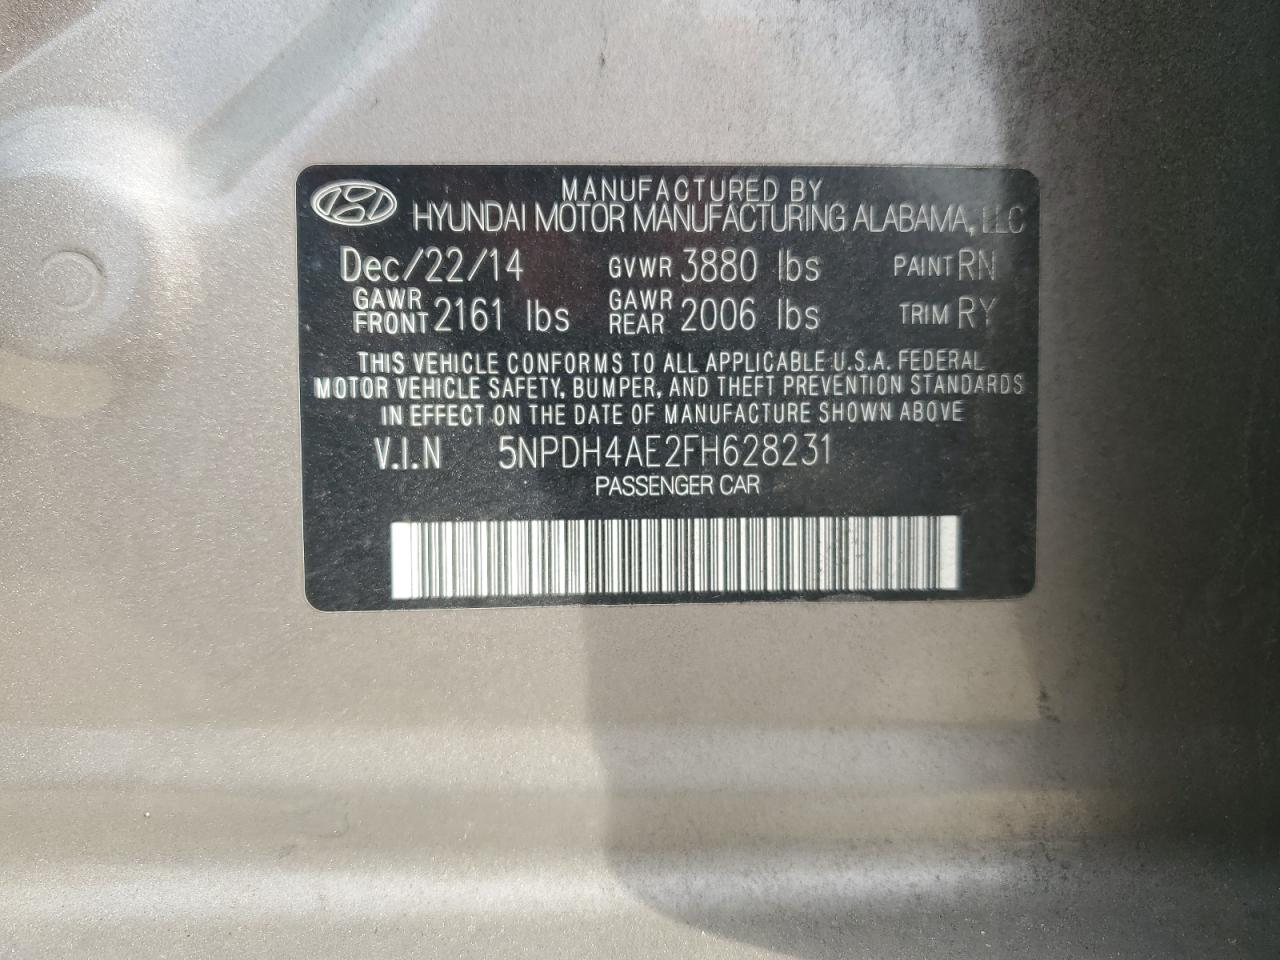 MANUFACTURED BY
HYUNDAI MOTOR MANUFACTURING ALABAMA, LLC
Dec/22/14 GVWR 3880 lbs PAINT RN
GAWR FRONT 2161 lbs GAWR REAR 2006 lbs TRIM RY
THIS VEHICLE CONFORMS TO ALL APPLICABLE U.S.A. FEDERAL
MOTOR VEHICLE SAFETY, BUMPER, AND THEFT PREVENTION STANDARDS
IN EFFECT ON THE DATE OF MANUFACTURE SHOWN ABOVE
V.I.N 5NPDH4AE2FH628231
PASSENGER CAR